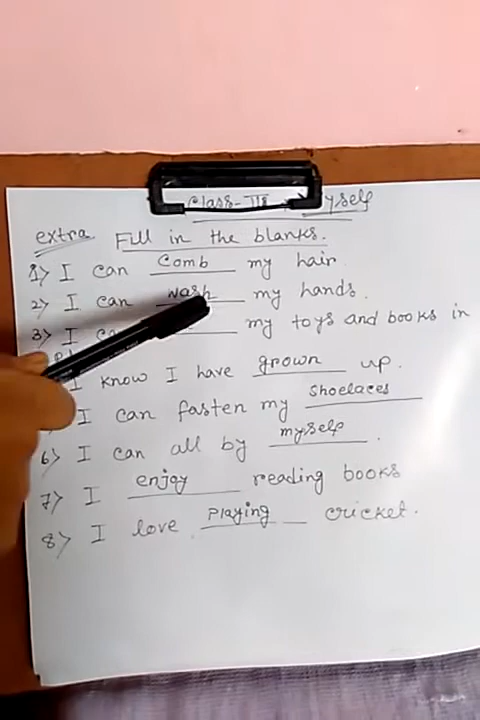 Class-III yself
extra Fill in the blanks.
1) I can comb my hair.
2) I can wash my hands.
3) I my toys and books in
I know I have grown up.
I can fasten my shoelaces
6) I can all by myself.
7) I enjoy reading books
8) I love playing cricket.